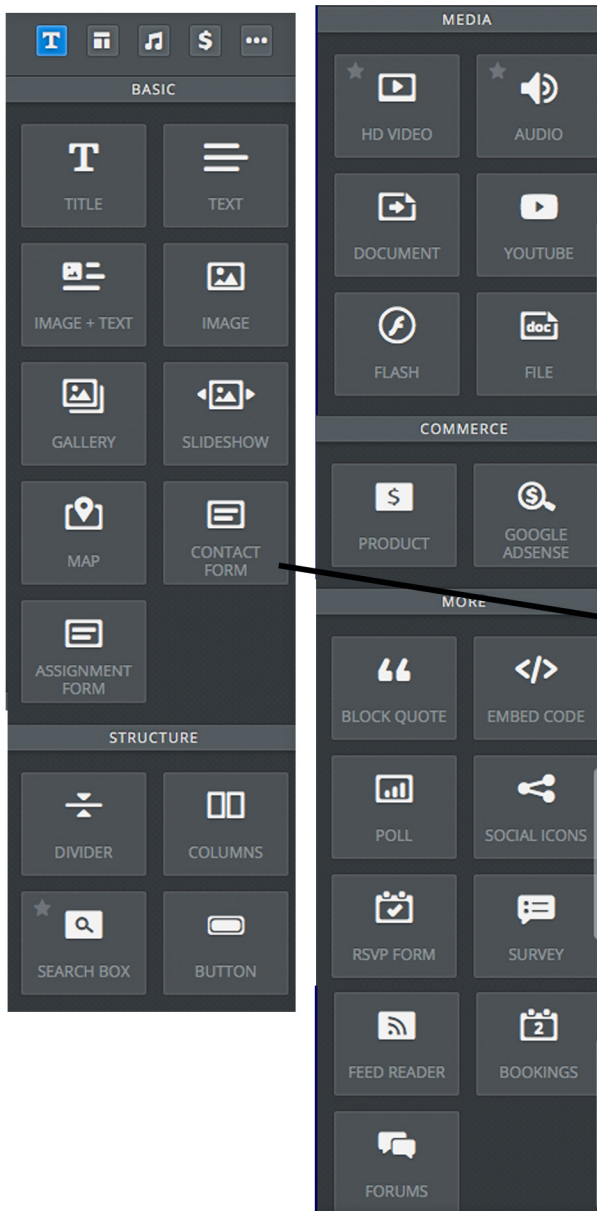 T
$
BASIC
T
TITLE
TEXT
IMAGE + TEXT
IMAGE
GALLERY
SLIDESHOW
MAP
CONTACT
FORM
ASSIGNMENT
FORM
STRUCTURE
DIVIDER
COLUMNS
SEARCH BOX
BUTTON
MEDIA
HD VIDEO
AUDIO
DOCUMENT
YOUTUBE
FLASH
doc
FILE
COMMERCE
$
PRODUCT
$
GOOGLE
ADSENSE
MORE
BLOCK QUOTE
</>
EMBED CODE
POLL
SOCIAL ICONS
RSVP FORM
SURVEY
FEED READER
2
BOOKINGS
FORUMS